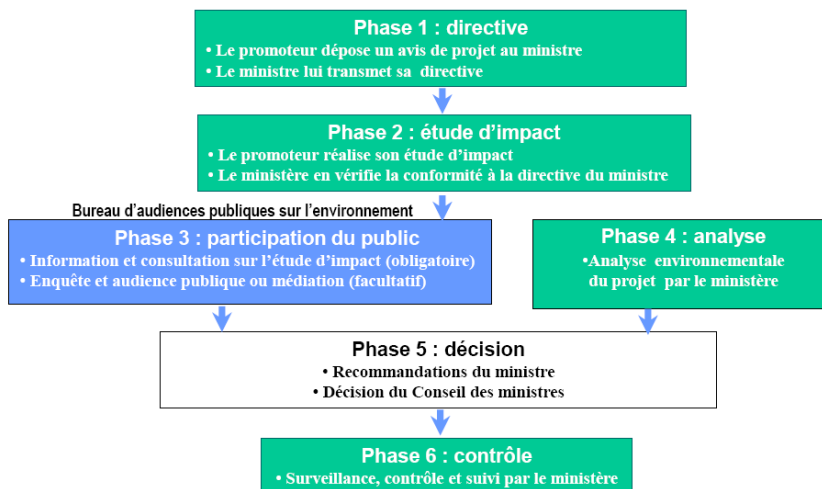 Phase 1 : directive
• Le promoteur dépose un avis de projet au ministre
• Le ministre lui transmet sa directive
Phase 2 : étude d'impact
• Le promoteur réalise son étude d'impact
• Le ministère en vérifie la conformité à la directive du ministre
Bureau d'audiences publiques sur l'environnement
Phase 3 : participation du public
• Information et consultation sur l'étude d'impact (obligatoire)
• Enquête et audience publique ou médiation (facultatif)
Phase 4 : analyse
•Analyse environnementale
du projet par le ministère
Phase 5 : décision
• Recommandations du ministre
• Décision du Conseil des ministres
Phase 6 : contrôle
• Surveillance, contrôle et suivi par le ministère